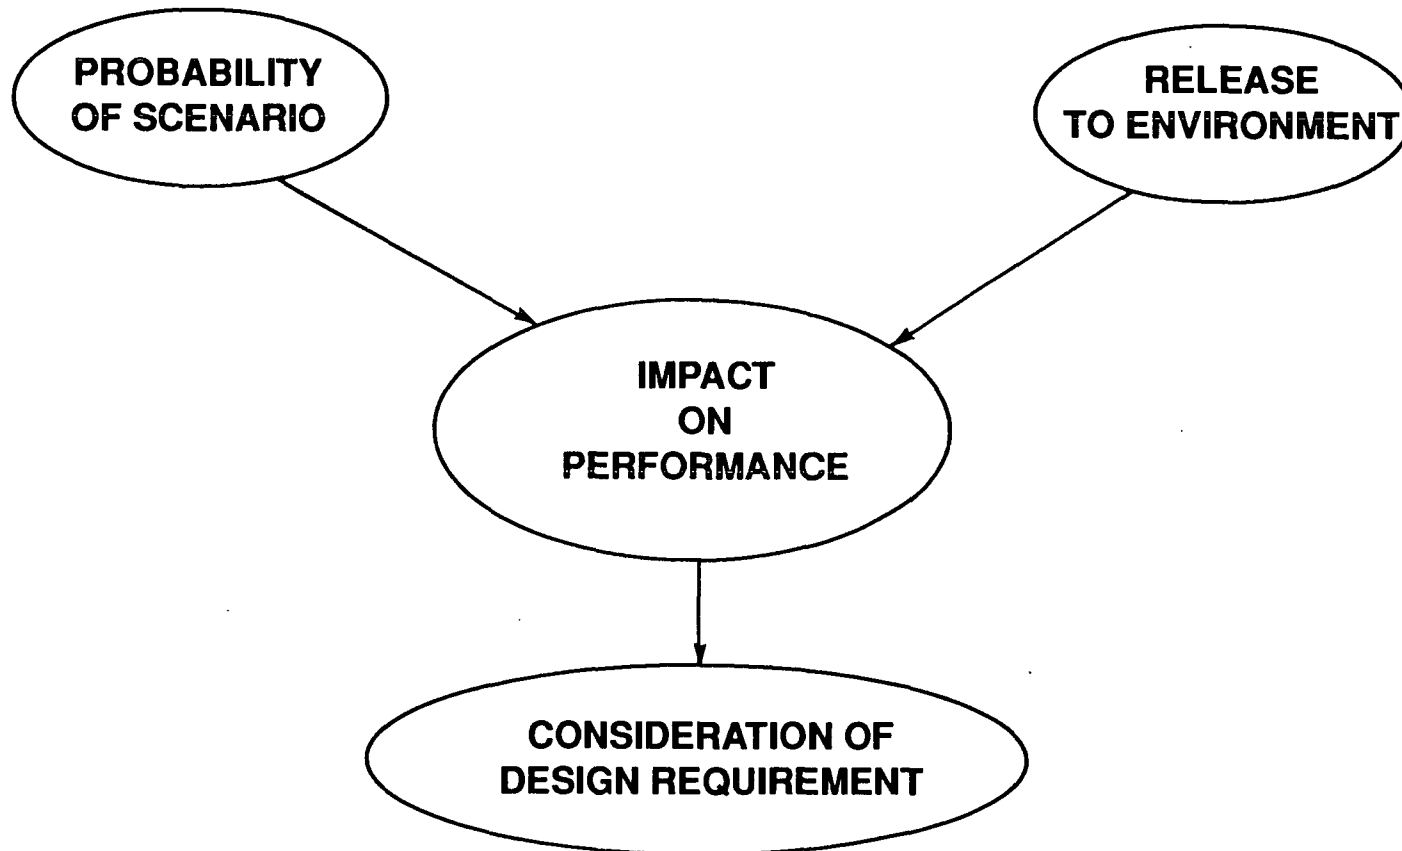 PROBABILITY
OF SCENARIO
RELEASE
TO ENVIRONMENT
IMPACT
ON
PERFORMANCE
CONSIDERATION OF
DESIGN REQUIREMENT